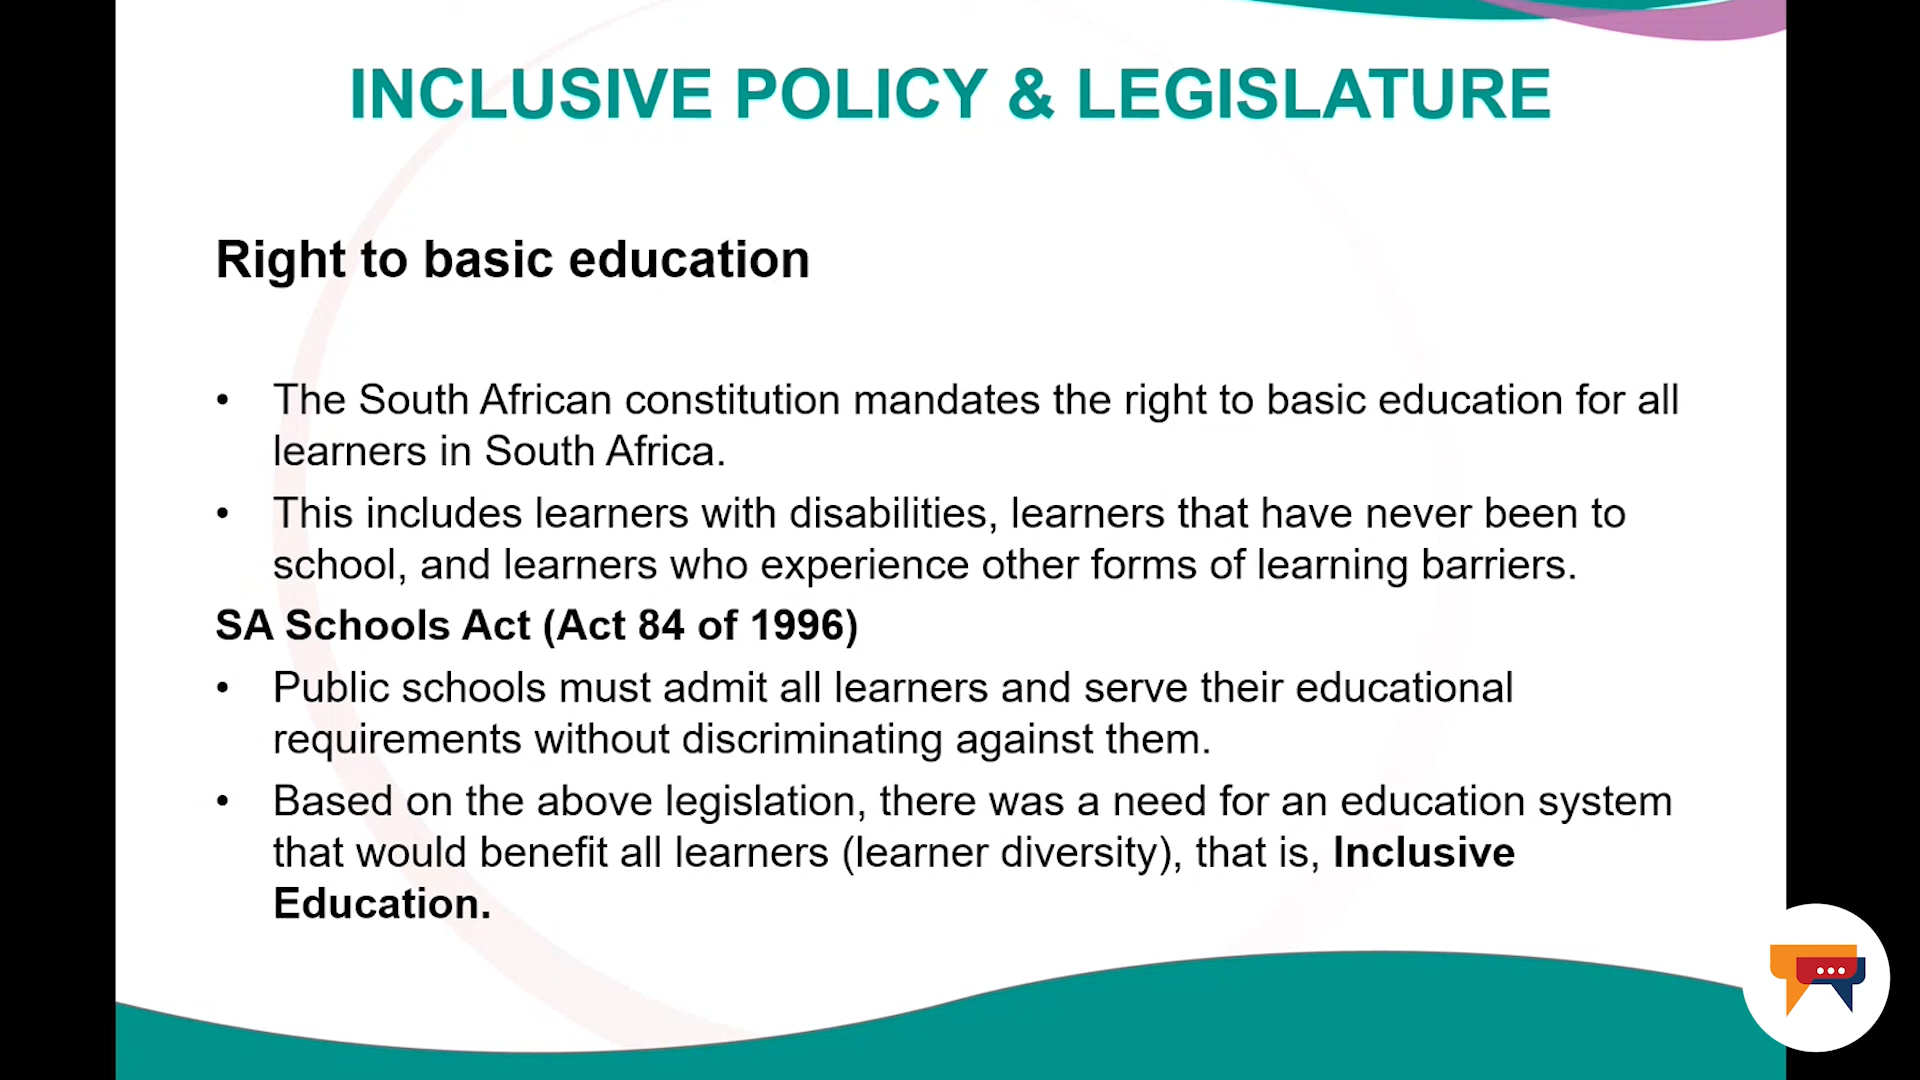 INCLUSIVE POLICY & LEGISLATURE
Right to basic education
• The South African constitution mandates the right to basic education for all
learners in South Africa.
• This includes learners with disabilities, learners that have never been to
school, and learners who experience other forms of learning barriers.
SA Schools Act (Act 84 of 1996)
• Public schools must admit all learners and serve their educational
requirements without discriminating against them.
• Based on the above legislation, there was a need for an education system
that would benefit all learners (learner diversity), that is, Inclusive
Education.